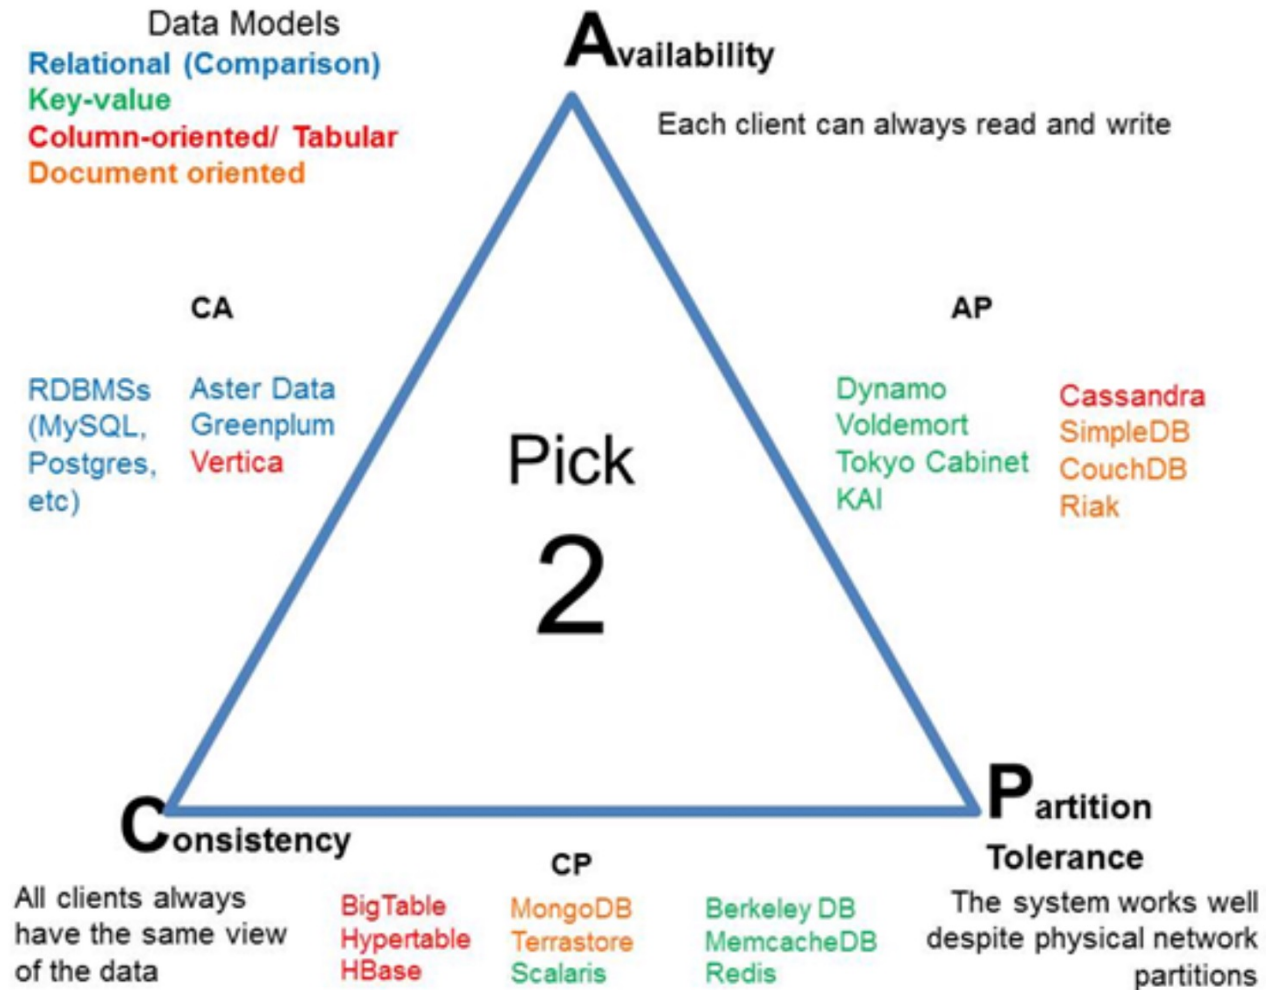 Data Models
Relational (Comparison)
Key-value
Column-oriented/ Tabular
Document oriented
Availability
Each client can always read and write
CA
RDBMSs
(MySQL,
Postgres,
etc)
Aster Data
Greenplum
Vertica
Pick
2
AP
Dynamo
Voldemort
Tokyo Cabinet
KAI
Cassandra
SimpleDB
CouchDB
Riak
Consistency
All clients always
have the same view
of the data
CP
BigTable
Hypertable
HBase
MongoDB
Terrastore
Scalaris
Berkeley DB
MemcacheDB
Redis
Partition
Tolerance
The system works well
despite physical network
partitions